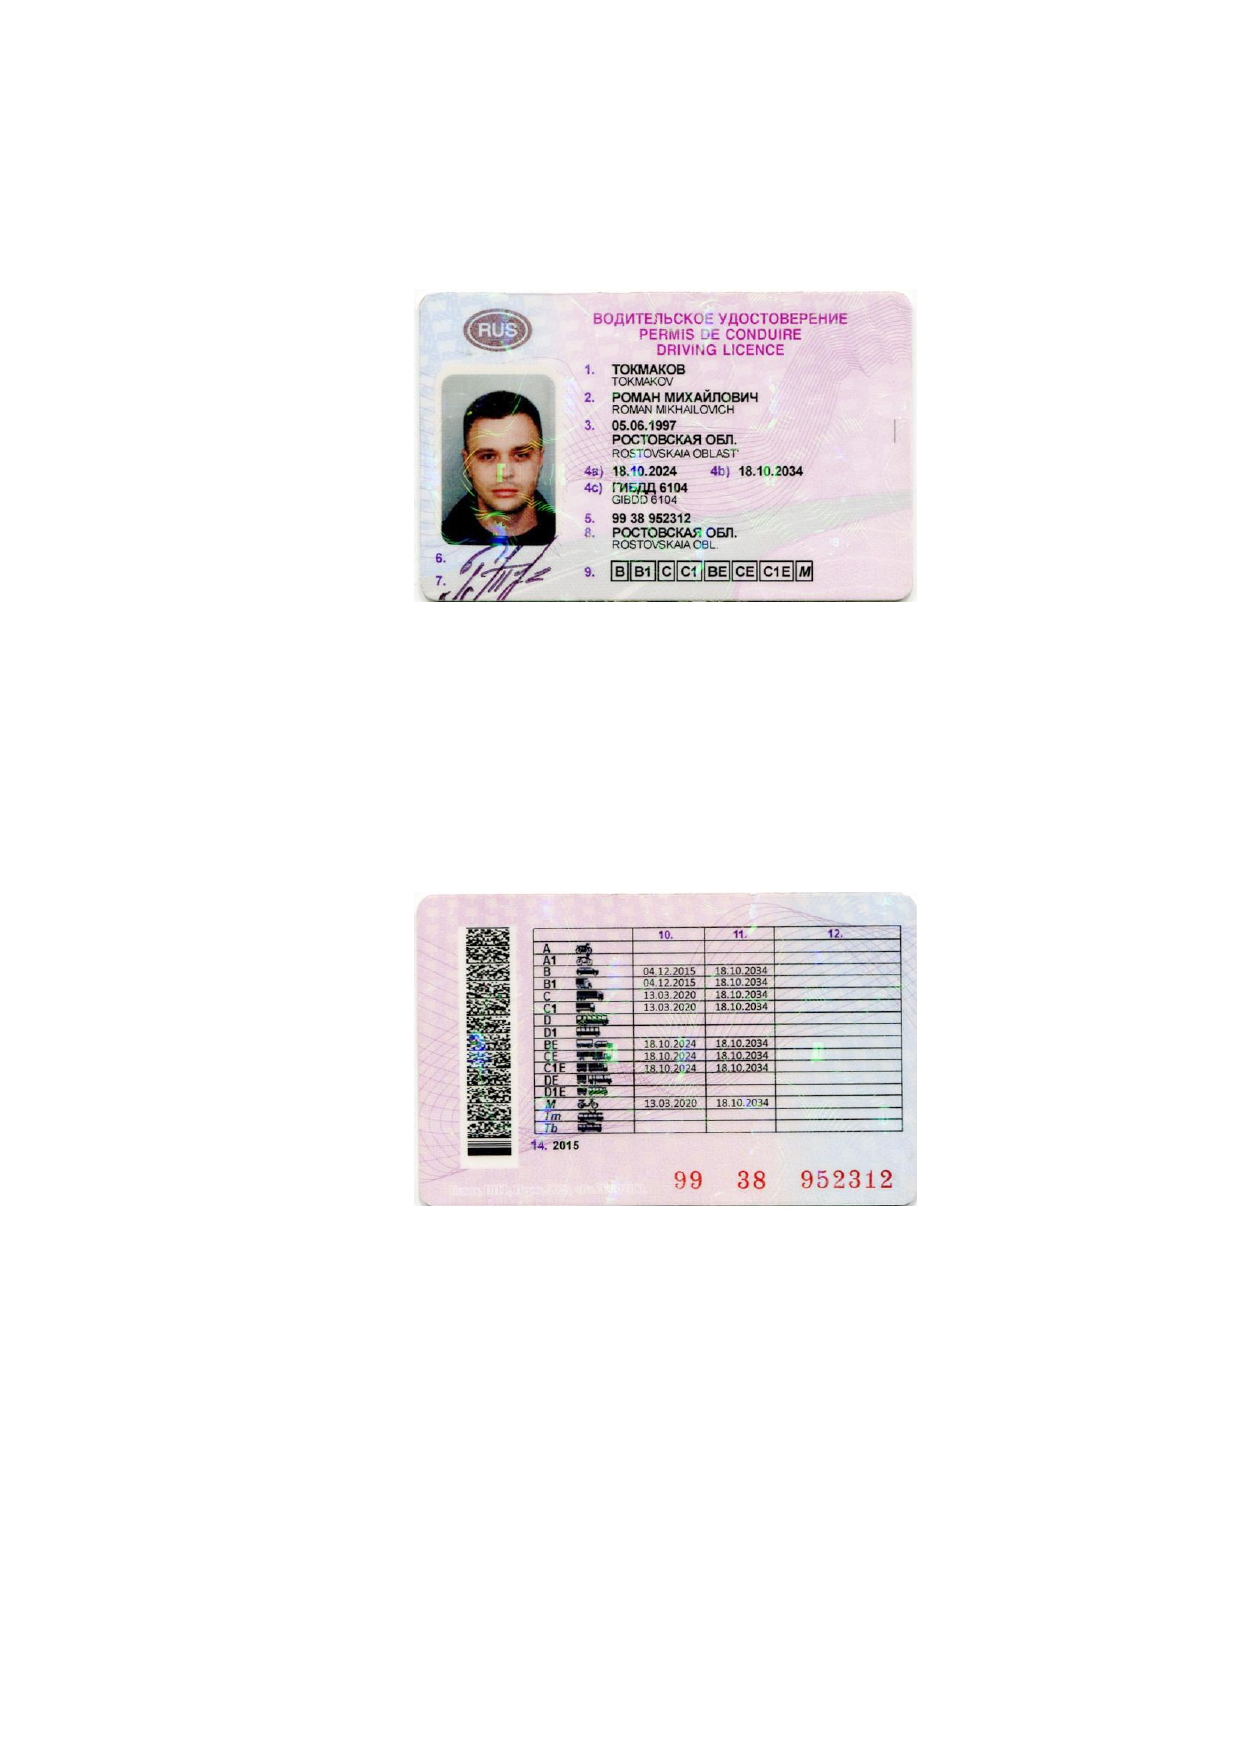 RUS
ВОДИТЕЛЬСКОЕ УДОСТОВЕРЕНИЕ
PERMIS DE CONDUIRE
DRIVING LICENCE
1. ТОКМАКОВ
TOKMAKOV
2. РОМАН МИХАЙЛОВИЧ
ROMAN MIKHAILOVICH
3. 05.06.1997
РОСТОВСКАЯ ОБЛ.
ROSTOVSKAIA OBLAST'
4a) 18.10.2024 4b) 18.10.2034
4c) ГИБДД 6104
GIBDD 6104
5. 99 38 952312
8. РОСТОВСКАЯ ОБЛ.
ROSTOVSKAIA OBL.
6.
7.
9. B B1 C C1 BE CE C1E M
10. 11. 12.
A
A1
B 04.12.2015 18.10.2034
B1 04.12.2015 18.10.2034
C 13.03.2020 18.10.2034
C1 13.03.2020 18.10.2034
D
D1
BE 18.10.2024 18.10.2034
CE 18.10.2024 18.10.2034
C1E 18.10.2024 18.10.2034
DE
D1E
M 13.03.2020 18.10.2034
Tm
Tb
14. 2015
99 38 952312